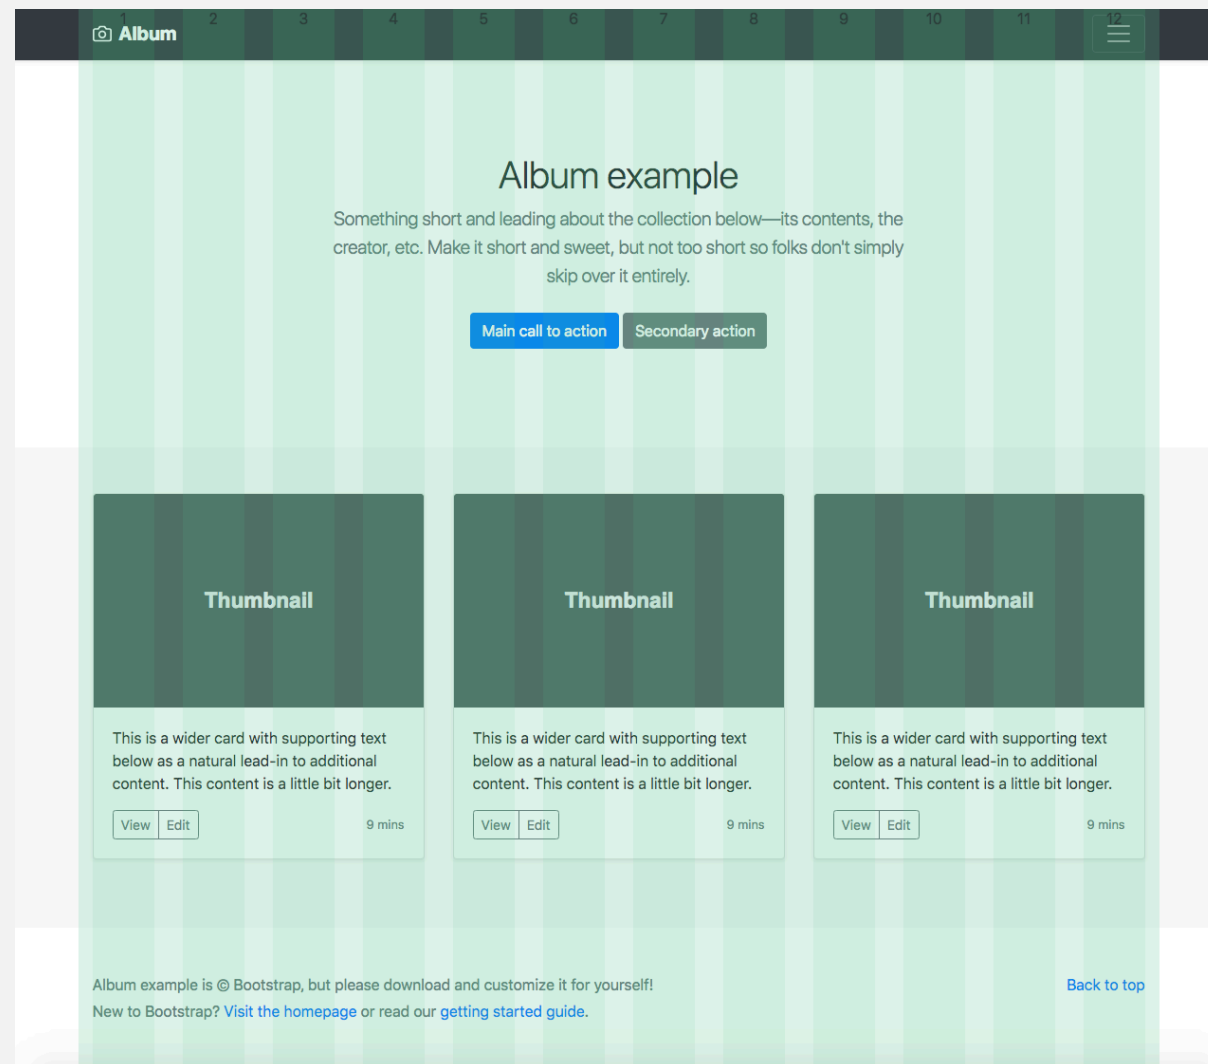 1 2 3 4 5 6 7 8 9 10 11 12
Album
Album example
Something short and leading about the collection below—its contents, the
creator, etc. Make it short and sweet, but not too short so folks don't simply
skip over it entirely.
Main call to action Secondary action
Thumbnail Thumbnail Thumbnail
This is a wider card with supporting text
below as a natural lead-in to additional
content. This content is a little bit longer.
View Edit 9 mins
This is a wider card with supporting text
below as a natural lead-in to additional
content. This content is a little bit longer.
View Edit 9 mins
This is a wider card with supporting text
below as a natural lead-in to additional
content. This content is a little bit longer.
View Edit 9 mins
Album example is © Bootstrap, but please download and customize it for yourself! Back to top
New to Bootstrap? Visit the homepage or read our getting started guide.